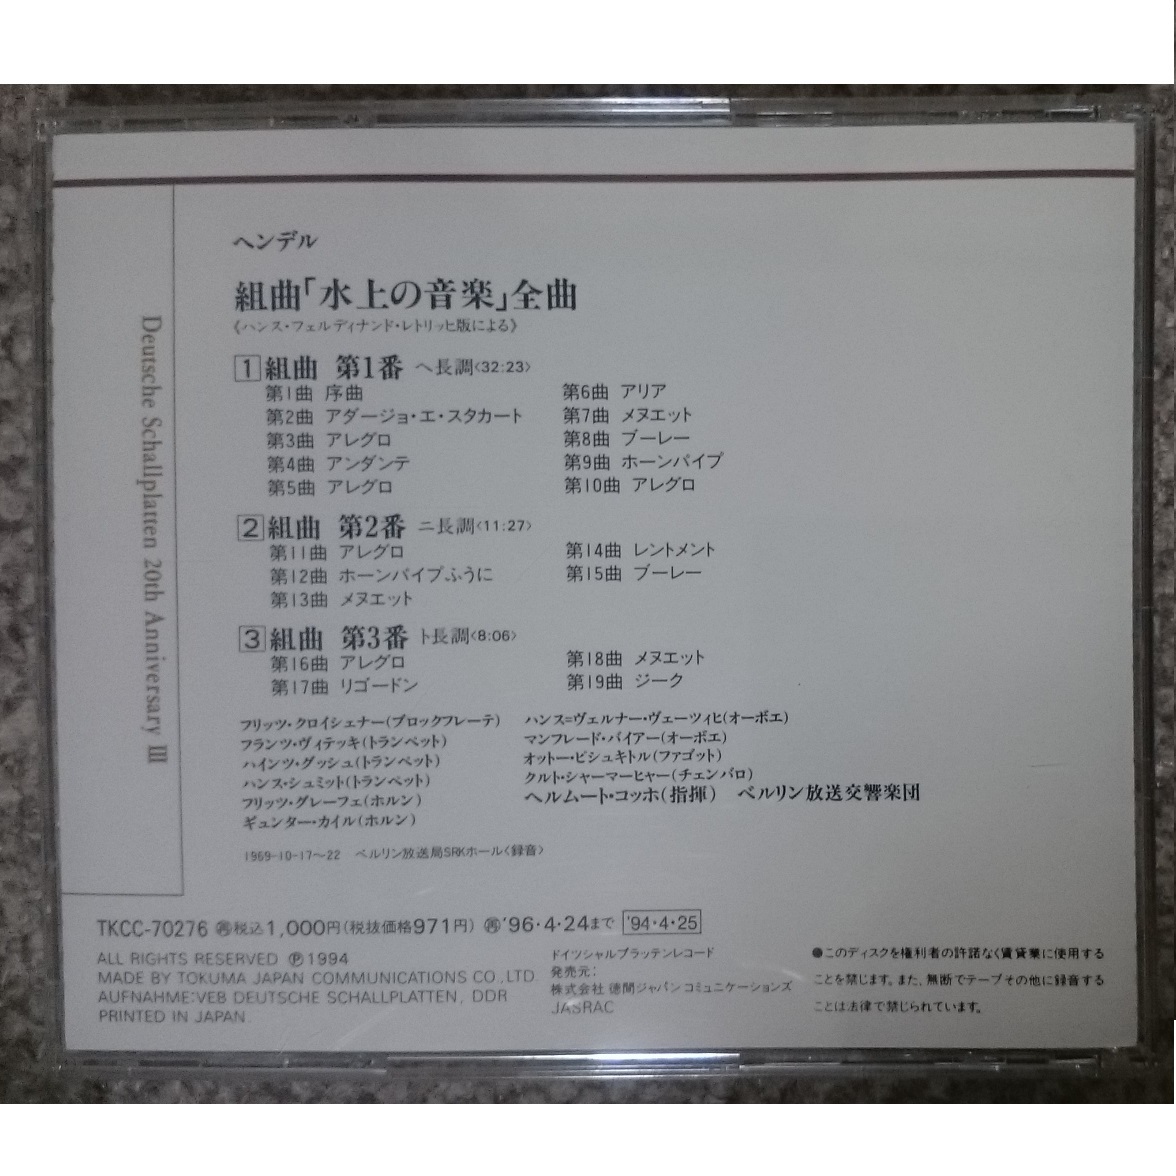 Deutsche Schallplatten 20th Anniversary III
ヘンデル
組曲「水上の音楽」全曲
《ハンス・フェルディナンド・レトリッヒ版による》
1 組曲 第1番 ヘ長調〈32:23〉
第1曲 序曲
第2曲 アダージョ・エ・スタカート
第3曲 アレグロ
第4曲 アンダンテ
第5曲 アレグロ
第6曲 アリア
第7曲 メヌエット
第8曲 ブーレー
第9曲 ホーンパイプ
第10曲 アレグロ
2 組曲 第2番 ニ長調〈11:27〉
第11曲 アレグロ
第12曲 ホーンパイプふうに
第13曲 メヌエット
第14曲 レントメント
第15曲 ブーレー
3 組曲 第3番 ト長調〈8:06〉
第16曲 アレグロ
第17曲 リゴードン
第18曲 メヌエット
第19曲 ジーク
フリッツ・クロイシェナー(ブロックフレーテ)
フランツ・ヴィテッキ(トランペット)
ハインツ・グッシュ(トランペット)
ハンス・シュミット(トランペット)
フリッツ・グレーフェ(ホルン)
ギュンター・カイル(ホルン)
ハンス=ヴェルナー・ヴェーツィヒ(オーボエ)
マンフレード・バイアー(オーボエ)
オットー・ピシュキトル(ファゴット)
クルト・シャーマーヒャー(チェンバロ)
ヘルムート・コッホ(指揮) ベルリン放送交響楽団
1969-10-17〜22 ベルリン放送局SRKホール〈録音〉
TKCC-70276 ㊢税込1,000円(税抜価格971円) ㊢'96・4・24まで '94・4・25
ALL RIGHTS RESERVED ℗1994
MADE BY TOKUMA JAPAN COMMUNICATIONS CO.,LTD.
AUFNAHME:VEB DEUTSCHE SCHALLPLATTEN, DDR
PRINTED IN JAPAN
ドイツシャルプラッテンレコード
発売元:
株式会社 徳間ジャパンコミュニケーションズ
JASRAC
●このディスクを権利者の許諾なく賃貸業に使用する
ことを禁じます。また、無断でテープその他に録音する
ことは法律で禁じられています。